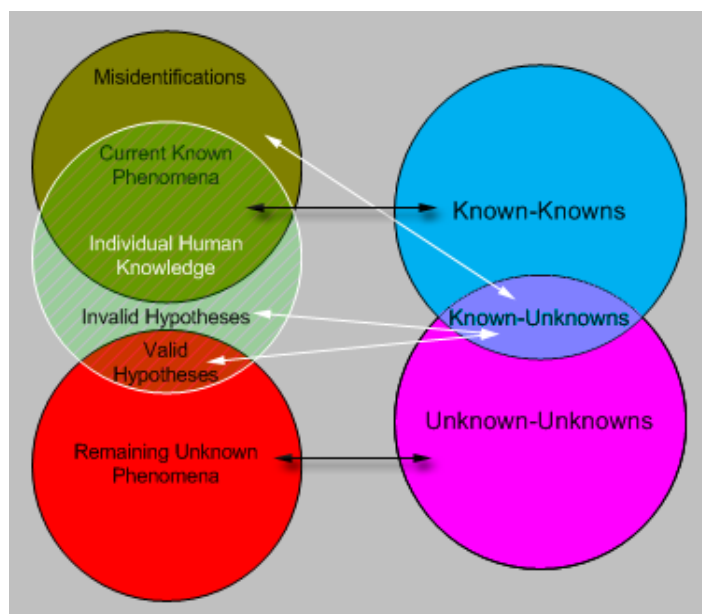 Misidentifications
Current Known
Phenomena
Individual Human
Knowledge
Invalid Hypotheses
Valid
Hypotheses
Remaining Unknown
Phenomena
Known-Knowns
Known-Unknowns
Unknown-Unknowns